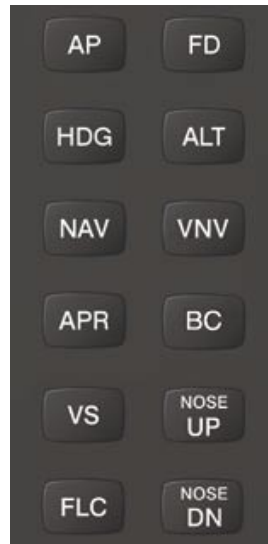 AP FD
HDG ALT
NAV VNV
APR BC
VS NOSE UP
FLC NOSE DN